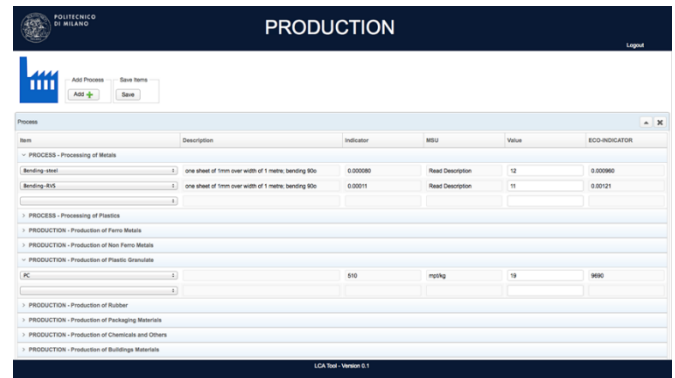 POLITECNICO
DI MILANO
PRODUCTION
Logout
Add Process Save Items
Add Save
Process
Item Description Indicator MSU Value ECO-INDICATOR
PROCESS - Processing of Metals
Bending-steel one sheet of 1mm over width of 1 metre; bending 90o 0.000080 Read Description 12 0.000960
Bending-RVS one sheet of 1mm over width of 1 metre; bending 90o 0.00011 Read Description 11 0.00121
PROCESS - Processing of Plastics
PRODUCTION - Production of Ferro Metals
PRODUCTION - Production of Non Ferro Metals
PRODUCTION - Production of Plastic Granulate
PC 510 mpt/kg 19 9690
PRODUCTION - Production of Rubber
PRODUCTION - Production of Packaging Materials
PRODUCTION - Production of Chemicals and Others
PRODUCTION - Production of Buildings Materials
LCA Tool - Version 0.1